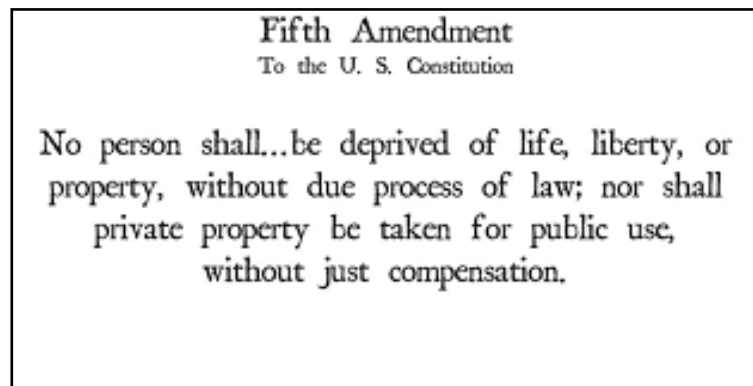 Fifth Amendment
To the U. S. Constitution
No person shall...be deprived of life, liberty, or
property, without due process of law; nor shall
private property be taken for public use,
without just compensation.